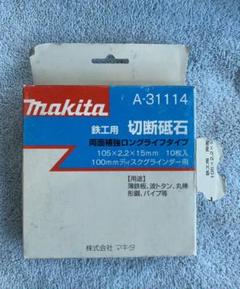 A-31114
makita
鉄工用 切断砥石
両面補強ロングライフタイプ
105×2.2×15mm 10枚入
100mmディスクグラインダー用
【用途】
薄鉄板、波トタン、丸棒
形鋼、パイプ等
株式会社 マキタ